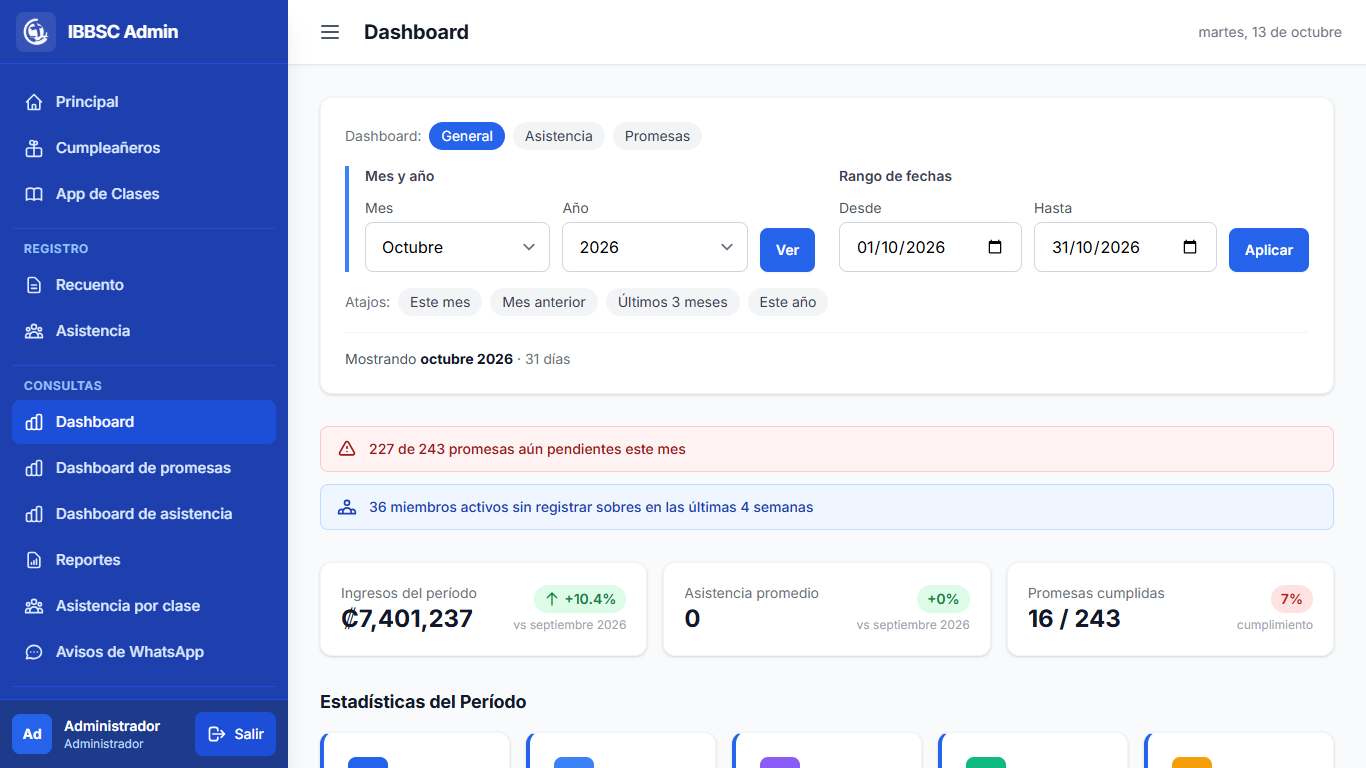 IBBSC Admin
Dashboard
martes, 13 de octubre
Principal
Cumpleañeros
App de Clases
REGISTRO
Recuento
Asistencia
CONSULTAS
Dashboard
Dashboard de promesas
Dashboard de asistencia
Reportes
Asistencia por clase
Avisos de WhatsApp
Ad
Administrador
Administrador
Salir
Dashboard: General Asistencia Promesas
Mes y año
Mes
Año
Octubre
2026
Ver
Rango de fechas
Desde
Hasta
01/10/2026
31/10/2026
Aplicar
Atajos: Este mes Mes anterior Últimos 3 meses Este año
Mostrando octubre 2026 · 31 días
227 de 243 promesas aún pendientes este mes
36 miembros activos sin registrar sobres en las últimas 4 semanas
Ingresos del período
₡7,401,237
+10.4%
vs septiembre 2026
Asistencia promedio
0
+0%
vs septiembre 2026
Promesas cumplidas
16 / 243
7%
cumplimiento
Estadísticas del Período